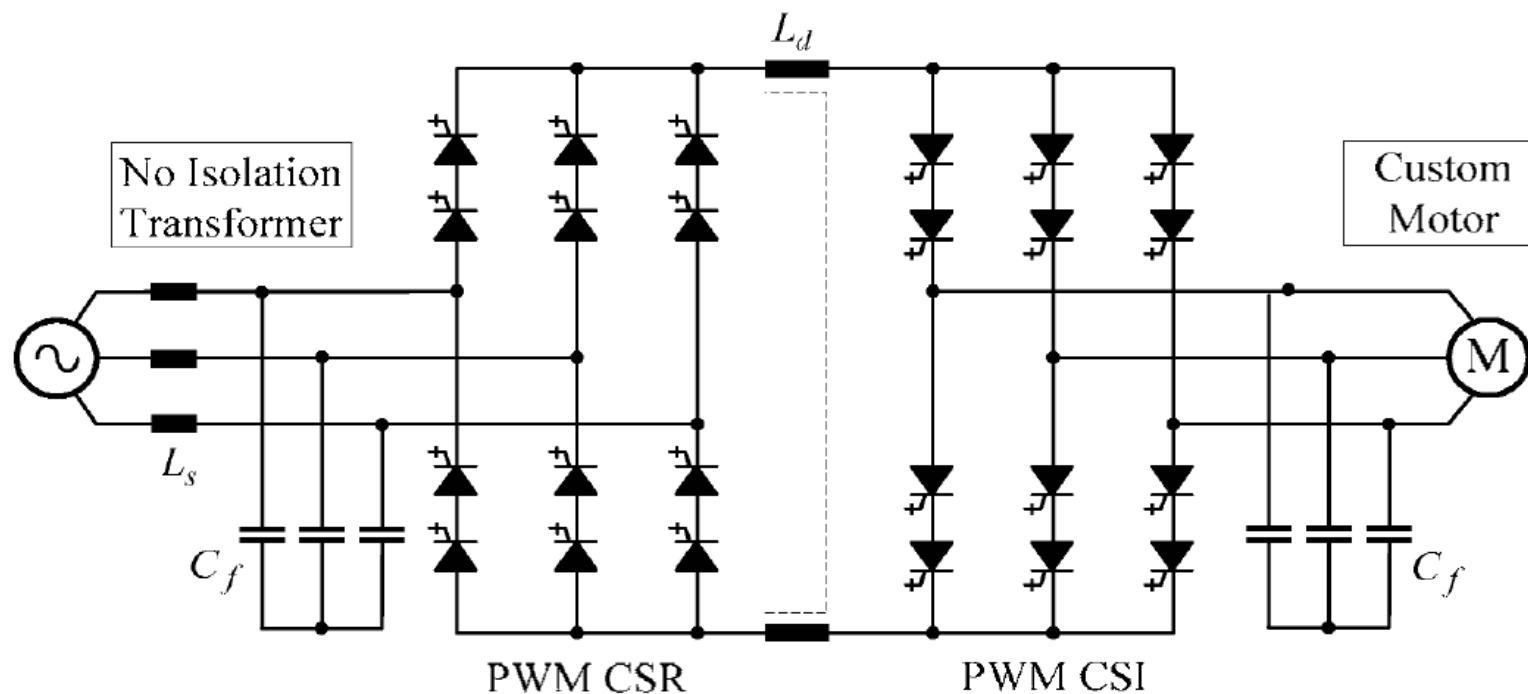 L_d
No Isolation
Transformer
Custom
Motor
M
L_s
C_f
C_f
PWM CSR
PWM CSI